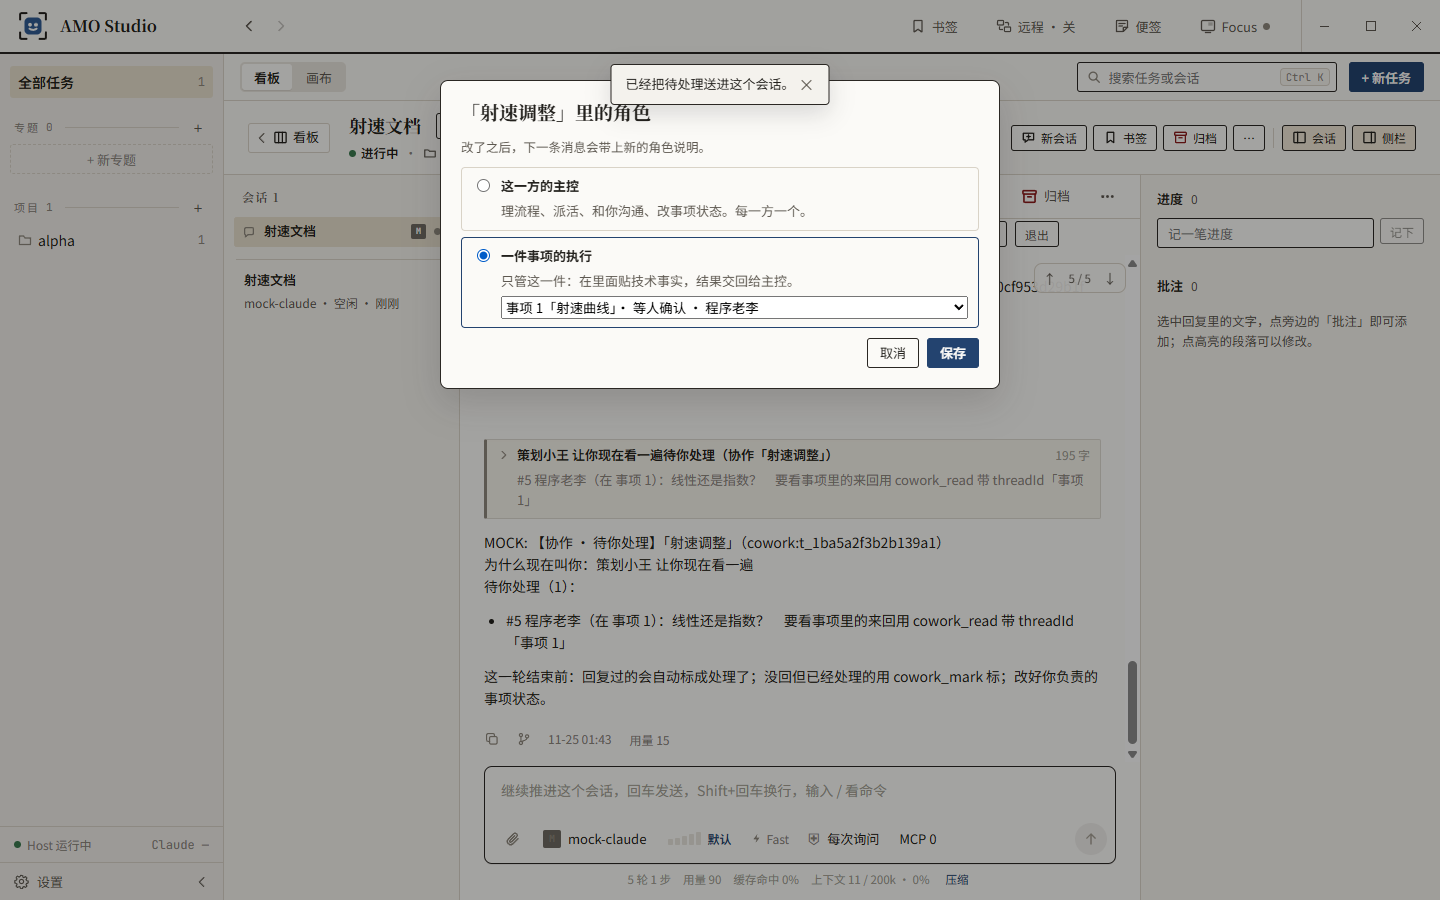 AMO Studio
书签
远程 · 关
便签
Focus
全部任务 1
专题 0
+ 新专题
项目 1
alpha 1
Host 运行中 Claude —
设置
看板
画布
搜索任务或会话 Ctrl K
+ 新任务
看板
射速文档
进行中 ·
新会话
书签
归档
···
会话
侧栏
会话 1
射速文档 M
射速文档
mock-claude · 空闲 · 刚刚
归档
···
退出
0cf953
5 / 5
已经把待处理送进这个会话。
「射速调整」里的角色
改了之后，下一条消息会带上新的角色说明。
这一方的主控
理流程、派活、和你沟通、改事项状态。每一方一个。
一件事项的执行
只管这一件：在里面贴技术事实，结果交回给主控。
事项 1「射速曲线」· 等人确认 · 程序老李
取消
保存
策划小王 让你现在看一遍待你处理（协作「射速调整」） 195 字
#5 程序老李（在 事项 1）：线性还是指数？ 要看事项里的来回用 cowork_read 带 threadId「事项
1」
MOCK: 【协作 · 待你处理】「射速调整」（cowork:t_1ba5a2f3b2b139a1）
为什么现在叫你：策划小王 让你现在看一遍
待你处理（1）：
#5 程序老李（在 事项 1）：线性还是指数？ 要看事项里的来回用 cowork_read 带 threadId
「事项 1」
这一轮结束前：回复过的会自动标成处理了；没回但已经处理的用 cowork_mark 标；改好你负责的
事项状态。
11-25 01:43 用量 15
继续推进这个会话，回车发送，Shift+回车换行，输入 / 看命令
mock-claude
默认
Fast
每次询问
MCP 0
5 轮 1 步 用量 90 缓存命中 0% 上下文 11 / 200k · 0% 压缩
进度 0
记一笔进度
记下
批注 0
选中回复里的文字，点旁边的「批注」即可添
加；点高亮的段落可以修改。